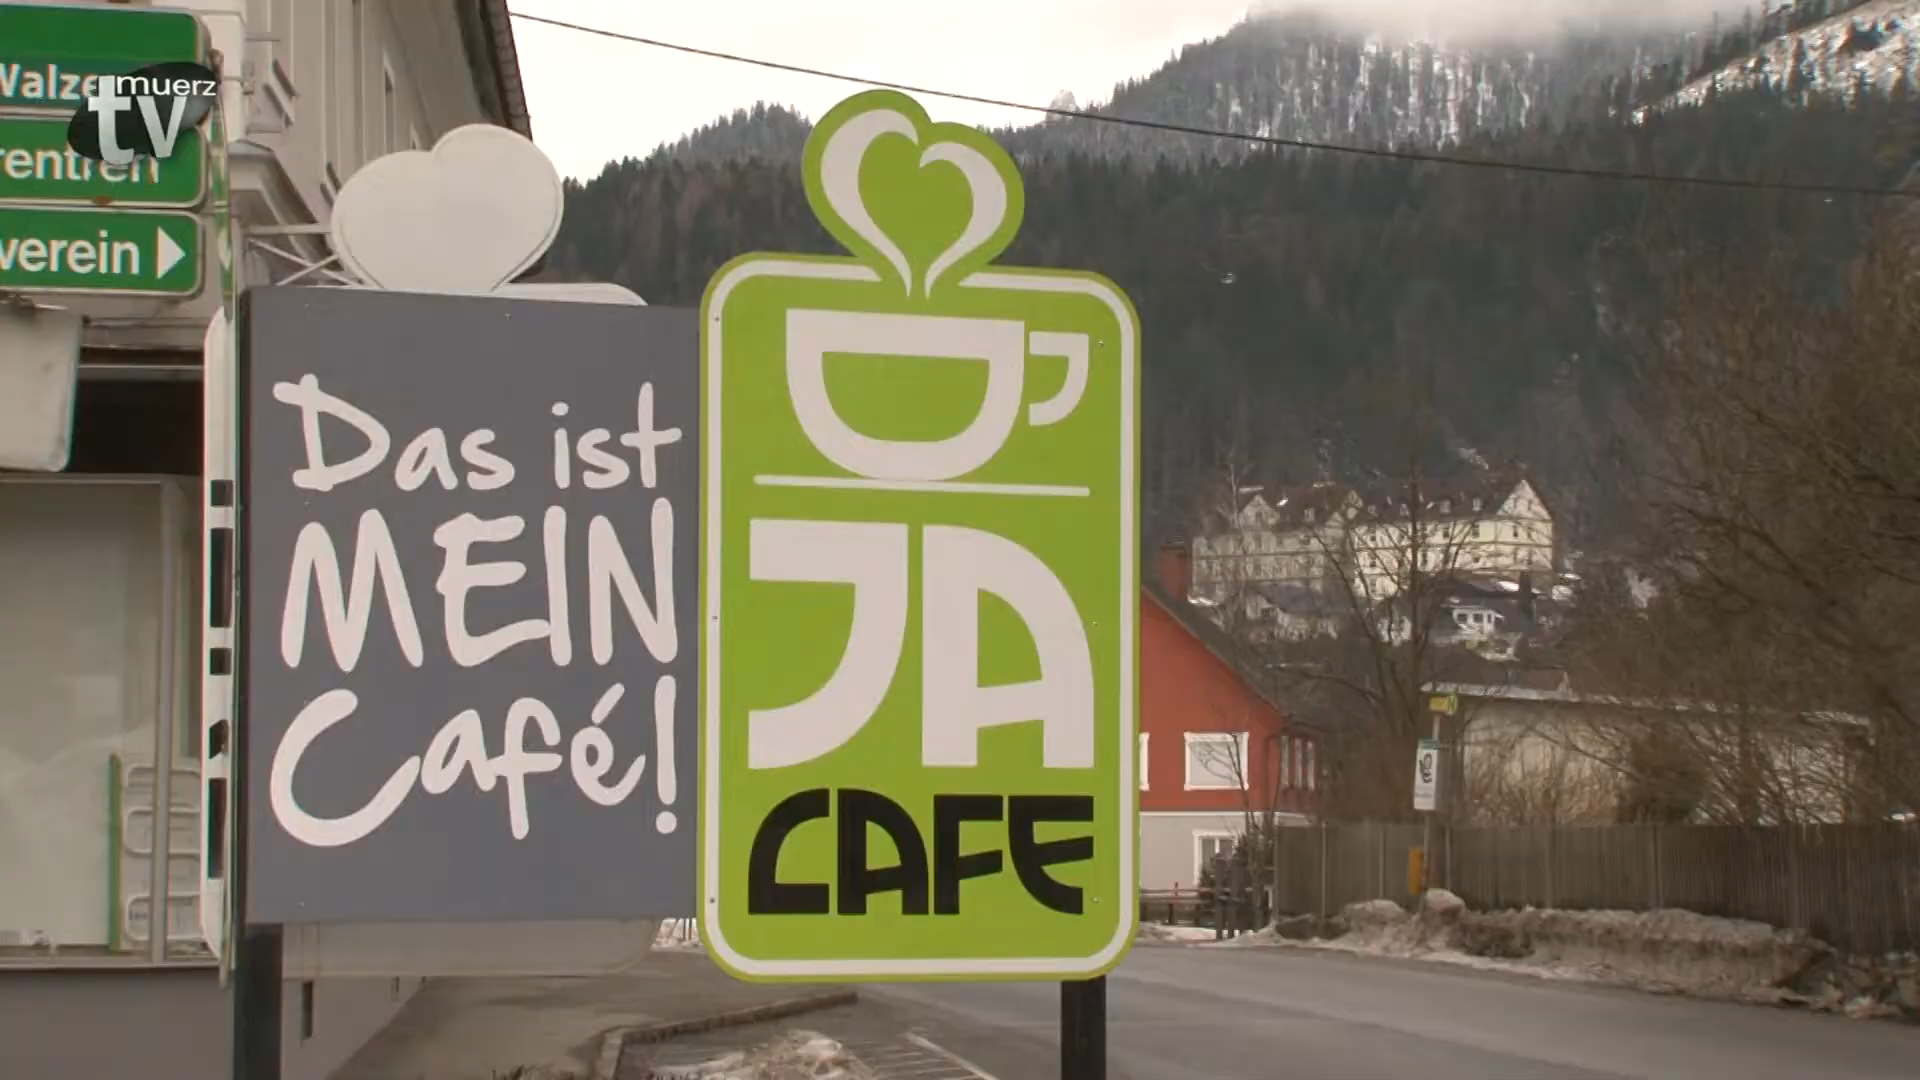 muerz
tv
Walze
rentren
verein
Das ist
MEIN
Café!
JA
CAFE
H